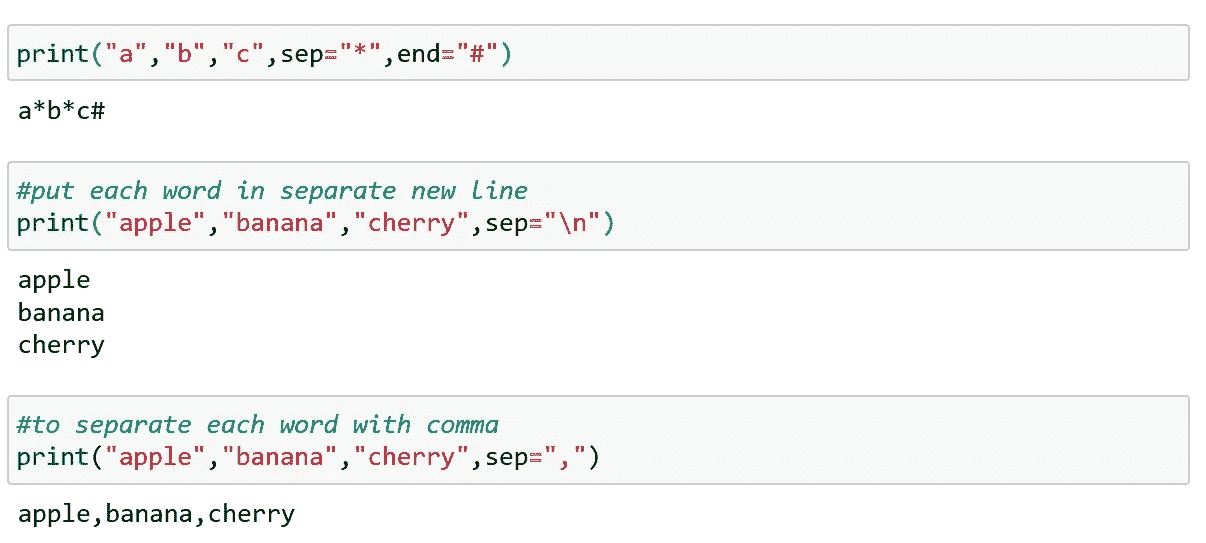 print("a","b","c",sep="*",end="#")
a*b*c#
#put each word in separate new line
print("apple","banana","cherry",sep="\n")
apple
banana
cherry
#to separate each word with comma
print("apple","banana","cherry",sep=",")
apple,banana,cherry